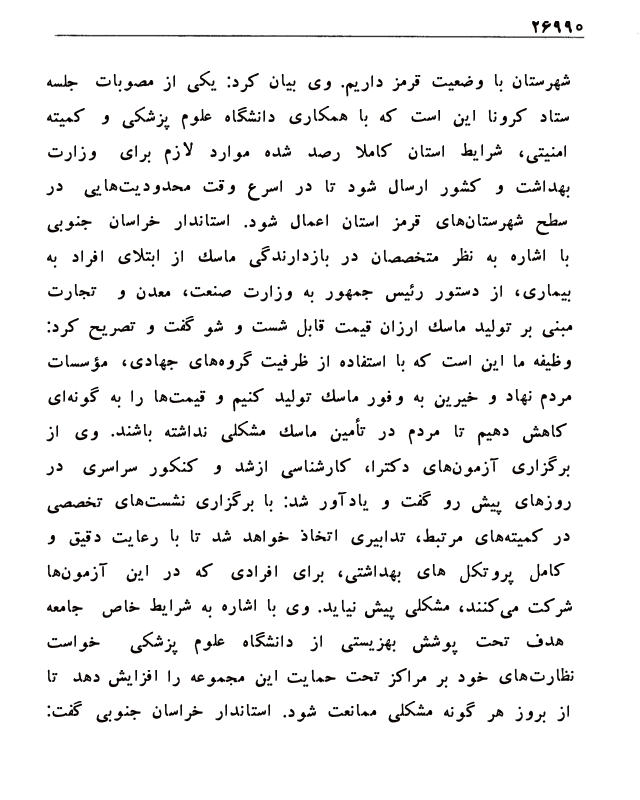 ۲۶۹۹۰
شهرستان با وضعیت قرمز داریم. وی بیان کرد: یکی از مصوبات جلسه
ستاد کرونا این است که با همکاری دانشگاه علوم پزشکی و کمیته
امنیتی، شرایط استان کاملا رصد شده موارد لازم برای وزارت
بهداشت و کشور ارسال شود تا در اسرع وقت محدودیت‌هایی در
سطح شهرستان‌های قرمز استان اعمال شود. استاندار خراسان جنوبی
با اشاره به نظر متخصصان در بازدارندگی ماسك از ابتلای افراد به
بیماری، از دستور رئیس جمهور به وزارت صنعت، معدن و تجارت
مبنی بر تولید ماسك ارزان قیمت قابل شست و شو گفت و تصریح کرد:
وظیفه ما این است که با استفاده از ظرفیت گروه‌های جهادی، مؤسسات
مردم نهاد و خیرین به وفور ماسك تولید کنیم و قیمت‌ها را به گونه‌ای
کاهش دهیم تا مردم در تأمین ماسك مشکلی نداشته باشند. وی از
برگزاری آزمون‌های دکترا، کارشناسی ارشد و کنکور سراسری در
روزهای پیش رو گفت و یادآور شد: با برگزاری نشست‌های تخصصی
در کمیته‌های مرتبط، تدابیری اتخاذ خواهد شد تا با رعایت دقیق و
کامل پروتکل های بهداشتی، برای افرادی که در این آزمون‌ها
شرکت می‌کنند، مشکلی پیش نیاید. وی با اشاره به شرایط خاص جامعه
هدف تحت پوشش بهزیستی از دانشگاه علوم پزشکی خواست
نظارت‌های خود بر مراکز تحت حمایت این مجموعه را افزایش دهد تا
از بروز هر گونه مشکلی ممانعت شود. استاندار خراسان جنوبی گفت: